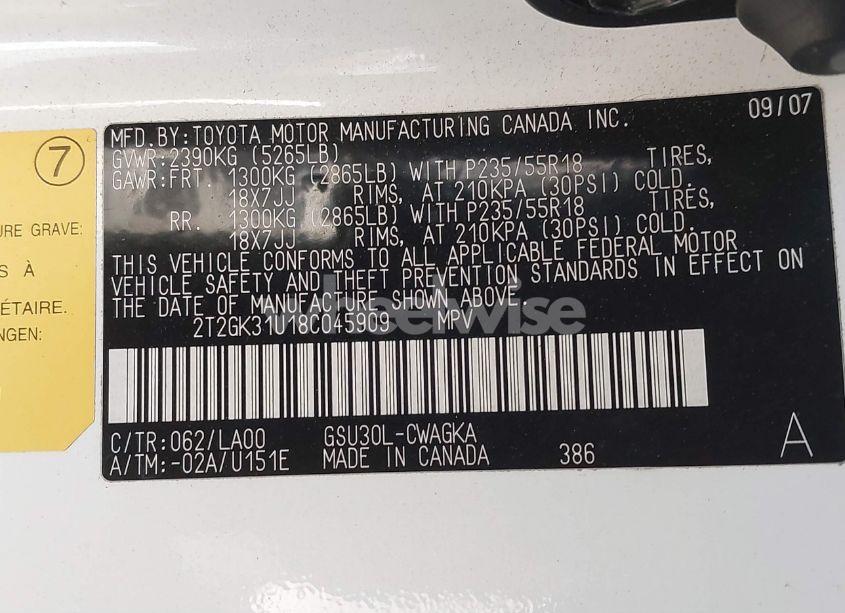 09/07
MFD.BY:TOYOTA MOTOR MANUFACTURING CANADA INC.
GVWR:2390KG (5265LB)
GAWR:FRT. 1300KG (2865LB) WITH P235/55R18 TIRES,
18X7JJ RIMS, AT 210KPA (30PSI) COLD.
RR. 1300KG (2865LB) WITH P235/55R18 TIRES,
18X7JJ RIMS, AT 210KPA (30PSI) COLD.
THIS VEHICLE CONFORMS TO ALL APPLICABLE FEDERAL MOTOR
VEHICLE SAFETY AND THEFT PREVENTION STANDARDS IN EFFECT ON
THE DATE OF MANUFACTURE SHOWN ABOVE.
2T2GK31U18C045909 MPV
C/TR:062/LA00 GSU30L-CWAGKA
A/TM:-02A/U151E MADE IN CANADA 386
A
7
URE GRAVE:
S À
ÉTAIRE.
NGEN:
wheelwise